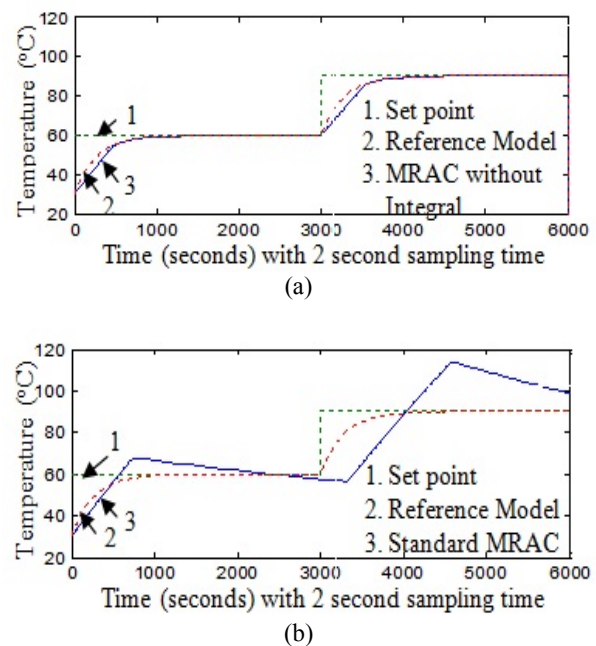 Temperature (ºC)
120
100
80
60
40
20
0
1000
2000
3000
4000
5000
6000
1
2
3
1. Set point
2. Reference Model
3. MRAC without
Integral
Time (seconds) with 2 second sampling time
(a)
Temperature (ºC)
120
100
80
60
40
20
0
1000
2000
3000
4000
5000
6000
1
2
3
1. Set point
2. Reference Model
3. Standard MRAC
Time (seconds) with 2 second sampling time
(b)